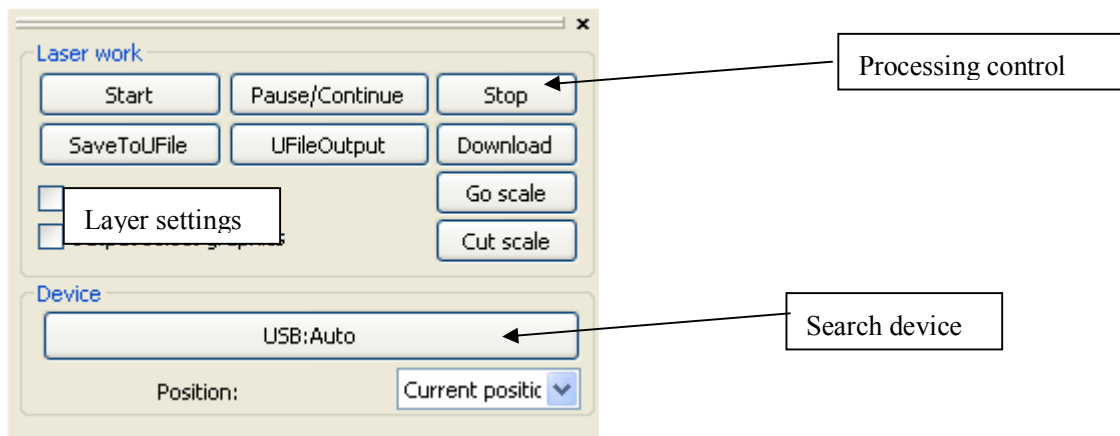 Laser work
Processing control
Start
Pause/Continue
Stop
SaveToUFile
UFileOutput
Download
Go scale
Layer settings
Cut scale
Device
USB:Auto
Search device
Position:
Current positic